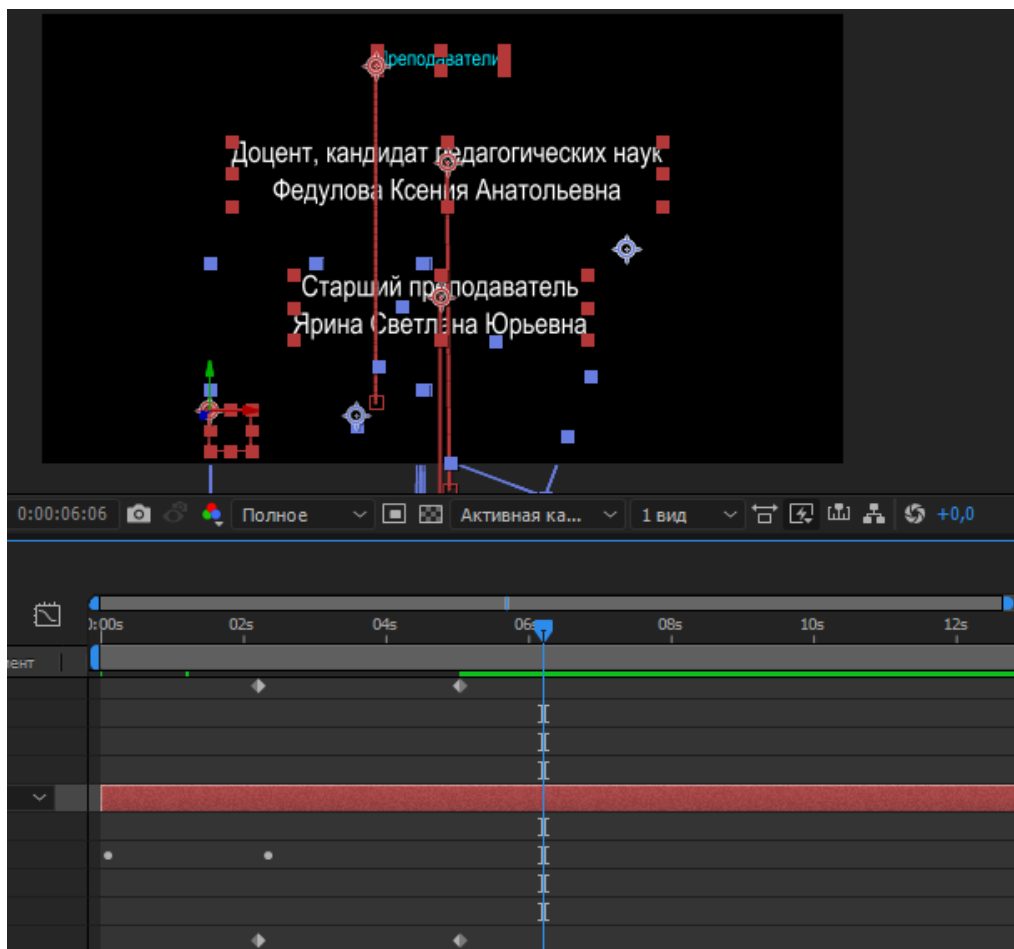 Преподаватели
Доцент, кандидат педагогических наук
Федулова Ксения Анатольевна
Старший преподаватель
Ярина Светлана Юрьевна
0:00:06:06 Полное Активная ка... 1 вид +0,0
):00s 02s 04s 06s 08s 10s 12s
ент